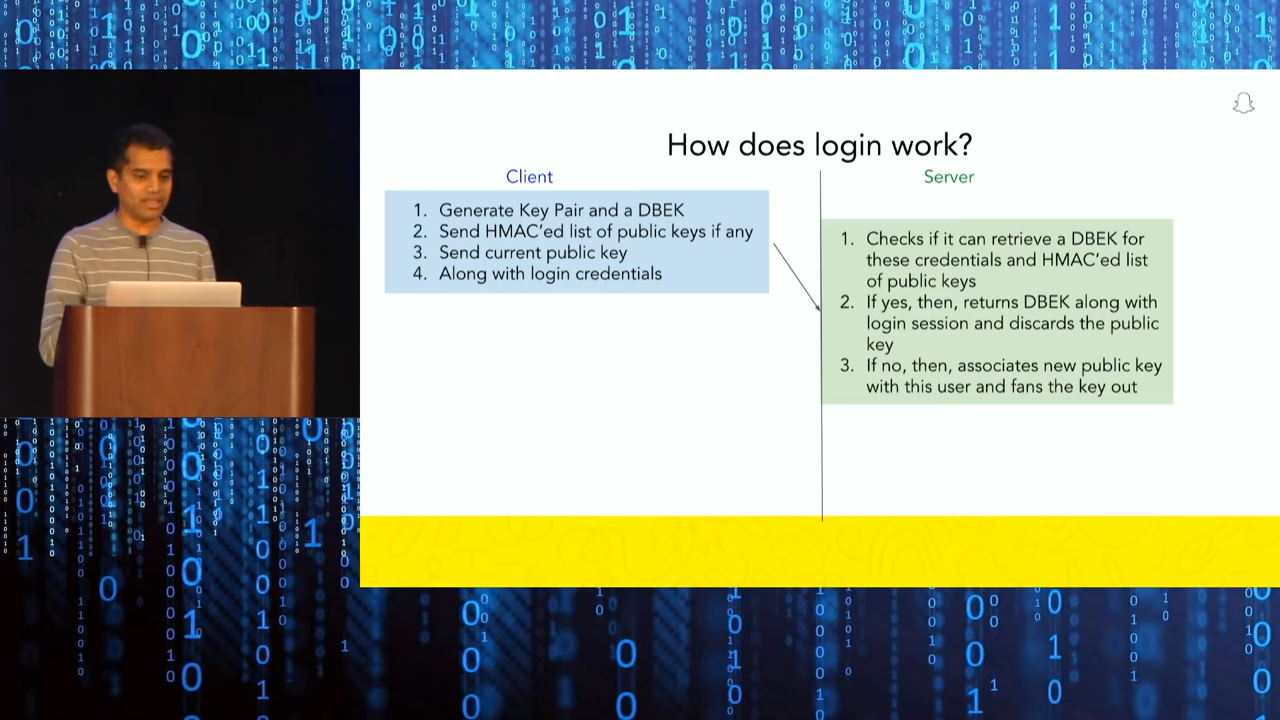 How does login work?
Client
1. Generate Key Pair and a DBEK
2. Send HMAC'ed list of public keys if any
3. Send current public key
4. Along with login credentials
Server
1. Checks if it can retrieve a DBEK for
these credentials and HMAC'ed list
of public keys
2. If yes, then, returns DBEK along with
login session and discards the public
key
3. If no, then, associates new public key
with this user and fans the key out